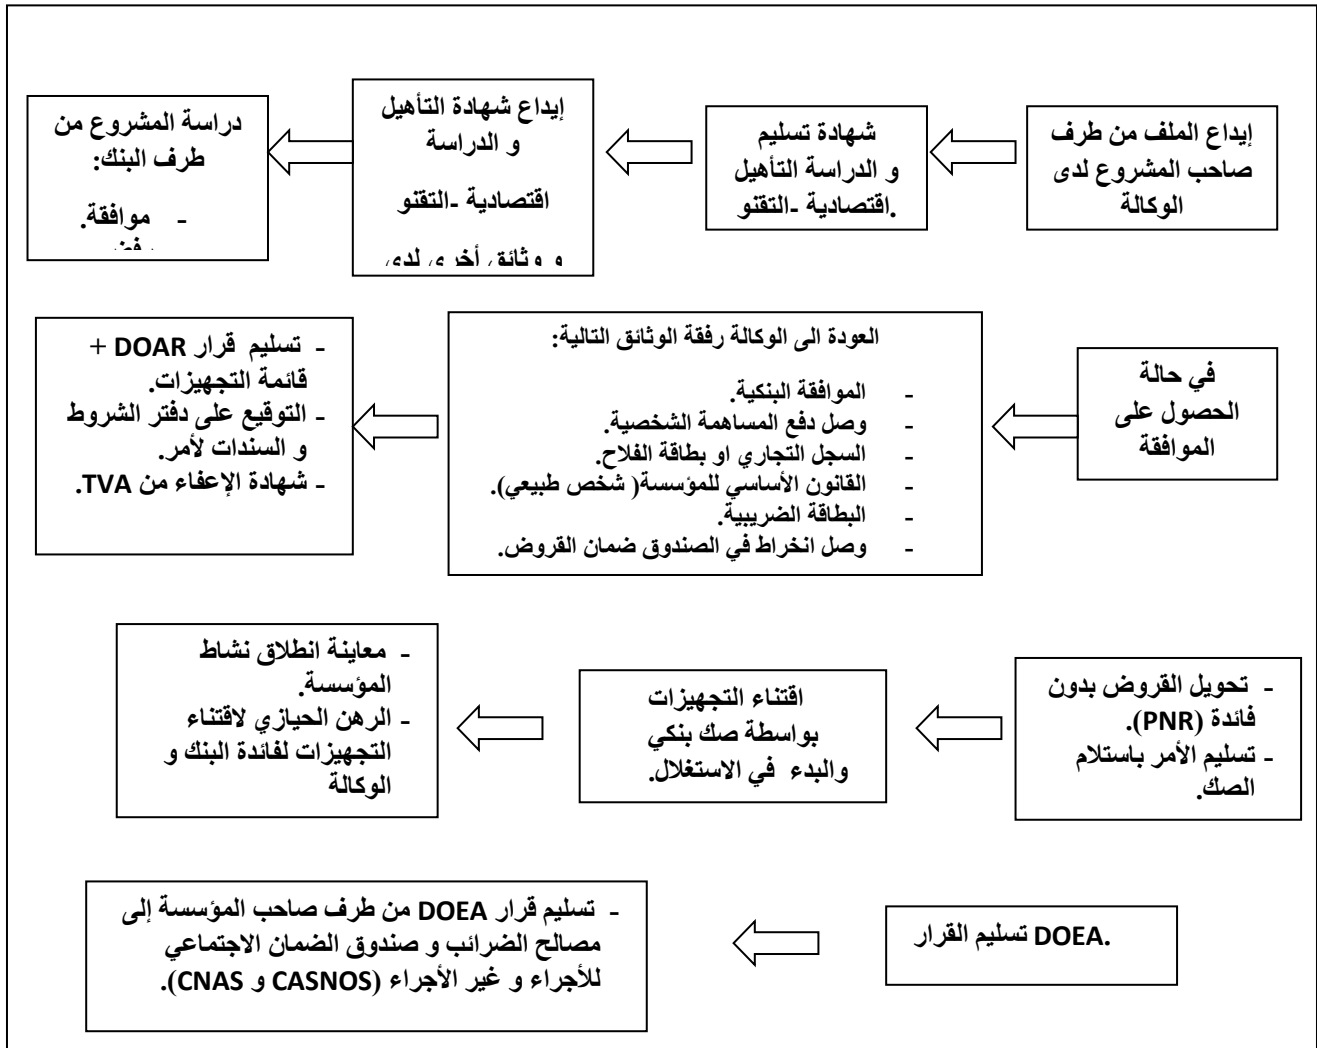 إيداع الملف من طرف
صاحب المشروع لدى
الوكالة
شهادة تسليم
و الدراسة التأهيل
.اقتصادية -التقنو
إيداع شهادة التأهيل
و الدراسة
اقتصادية -التقنو
و وثائق أخرى لدى
دراسة المشروع من
طرف البنك:
- موافقة.
في حالة
الحصول على
الموافقة
العودة الى الوكالة رفقة الوثائق التالية:
- الموافقة البنكية.
- وصل دفع المساهمة الشخصية.
- السجل التجاري او بطاقة الفلاح.
- القانون الأساسي للمؤسسة( شخص طبيعي).
- البطاقة الضريبية.
- وصل انخراط في الصندوق ضمان القروض.
- تسليم قرار DOAR +
قائمة التجهيزات.
- التوقيع على دفتر الشروط
و السندات لأمر.
- شهادة الإعفاء من TVA.
- تحويل القروض بدون
فائدة (PNR).
- تسليم الأمر باستلام
الصك.
اقتناء التجهيزات
بواسطة صك بنكي
والبدء في الاستغلال.
- معاينة انطلاق نشاط
المؤسسة.
- الرهن الحيازي لاقتناء
التجهيزات لفائدة البنك و
الوكالة
.DOEA تسليم القرار
- تسليم قرار DOEA من طرف صاحب المؤسسة إلى
مصالح الضرائب و صندوق الضمان الاجتماعي
للأجراء و غير الأجراء (CASNOS و CNAS).